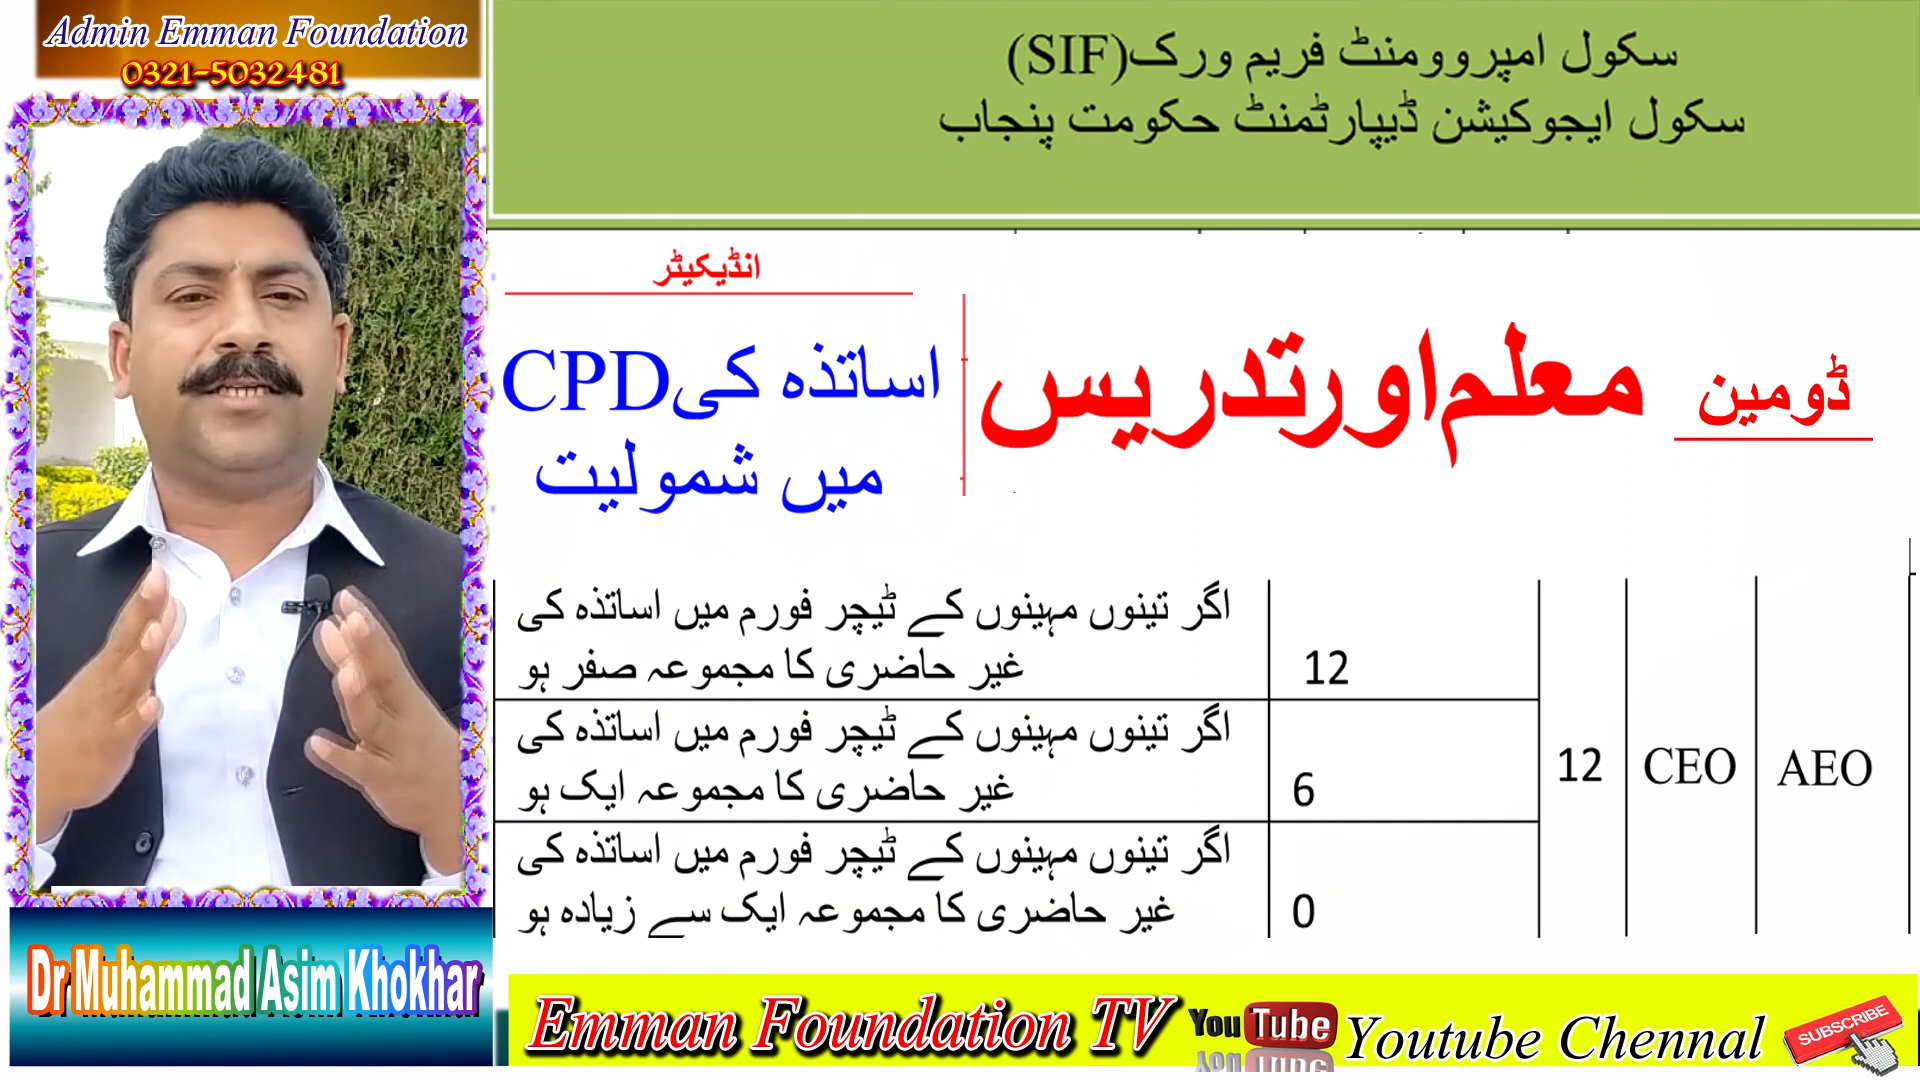 Admin Emman Foundation
0321-5032481
سکول امپروومنٹ فریم ورک(SIF)
سکول ایجوکیشن ڈیپارٹمنٹ حکومت پنجاب
ڈومین
معلم اورتدریس
انڈیکیٹر
اساتذہ کی CPD
میں شمولیت
اگر تینوں مہینوں کے ٹیچر فورم میں اساتذہ کی
غیر حاضری کا مجموعہ صفر ہو
12
اگر تینوں مہینوں کے ٹیچر فورم میں اساتذہ کی
غیر حاضری کا مجموعہ ایک ہو
6
اگر تینوں مہینوں کے ٹیچر فورم میں اساتذہ کی
غیر حاضری کا مجموعہ ایک سے زیادہ ہو
0
12
CEO
AEO
Dr Muhammad Asim Khokhar
Emman Foundation TV YouTube Youtube Chennal SUBSCRIBE